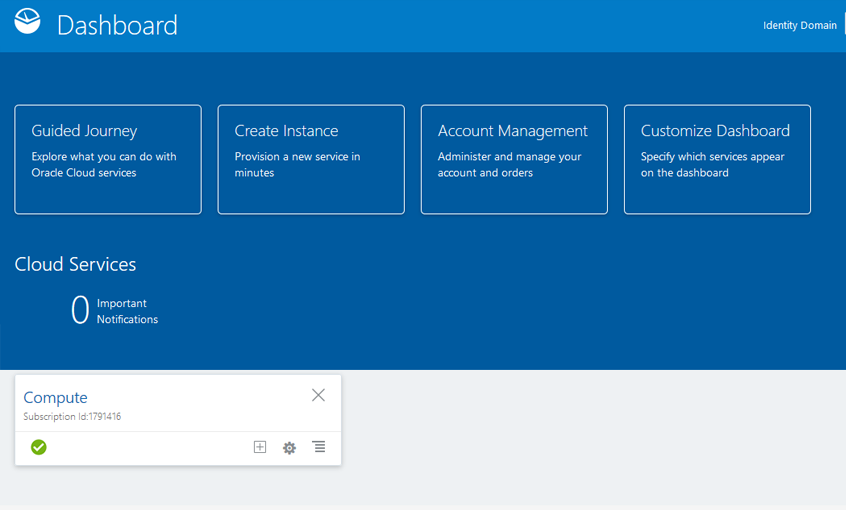 Dashboard
Identity Domain
Guided Journey
Explore what you can do with
Oracle Cloud services
Create Instance
Provision a new service in
minutes
Account Management
Administer and manage your
account and orders
Customize Dashboard
Specify which services appear
on the dashboard
Cloud Services
0
Important
Notifications
Compute
Subscription Id:1791416